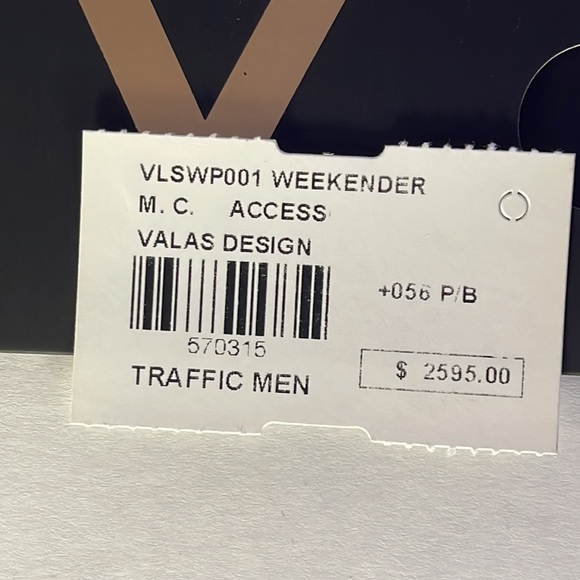 VLSWP001 WEEKENDER
M. C. ACCESS
VALAS DESIGN
+056 P/B
570315
$ 2595.00
TRAFFIC MEN